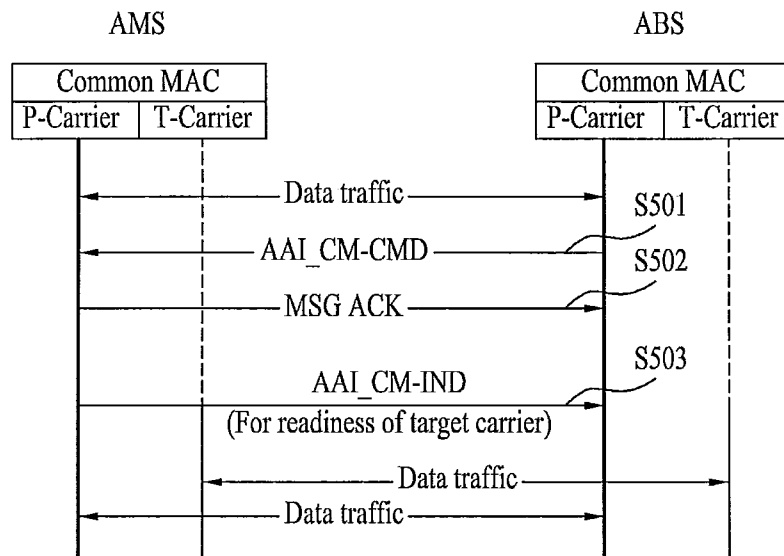 AMS ABS
Common MAC Common MAC
P-Carrier T-Carrier P-Carrier T-Carrier
Data traffic
S501
AAI_CM-CMD
S502
MSG ACK
S503
AAI_CM-IND
(For readiness of target carrier)
Data traffic
Data traffic